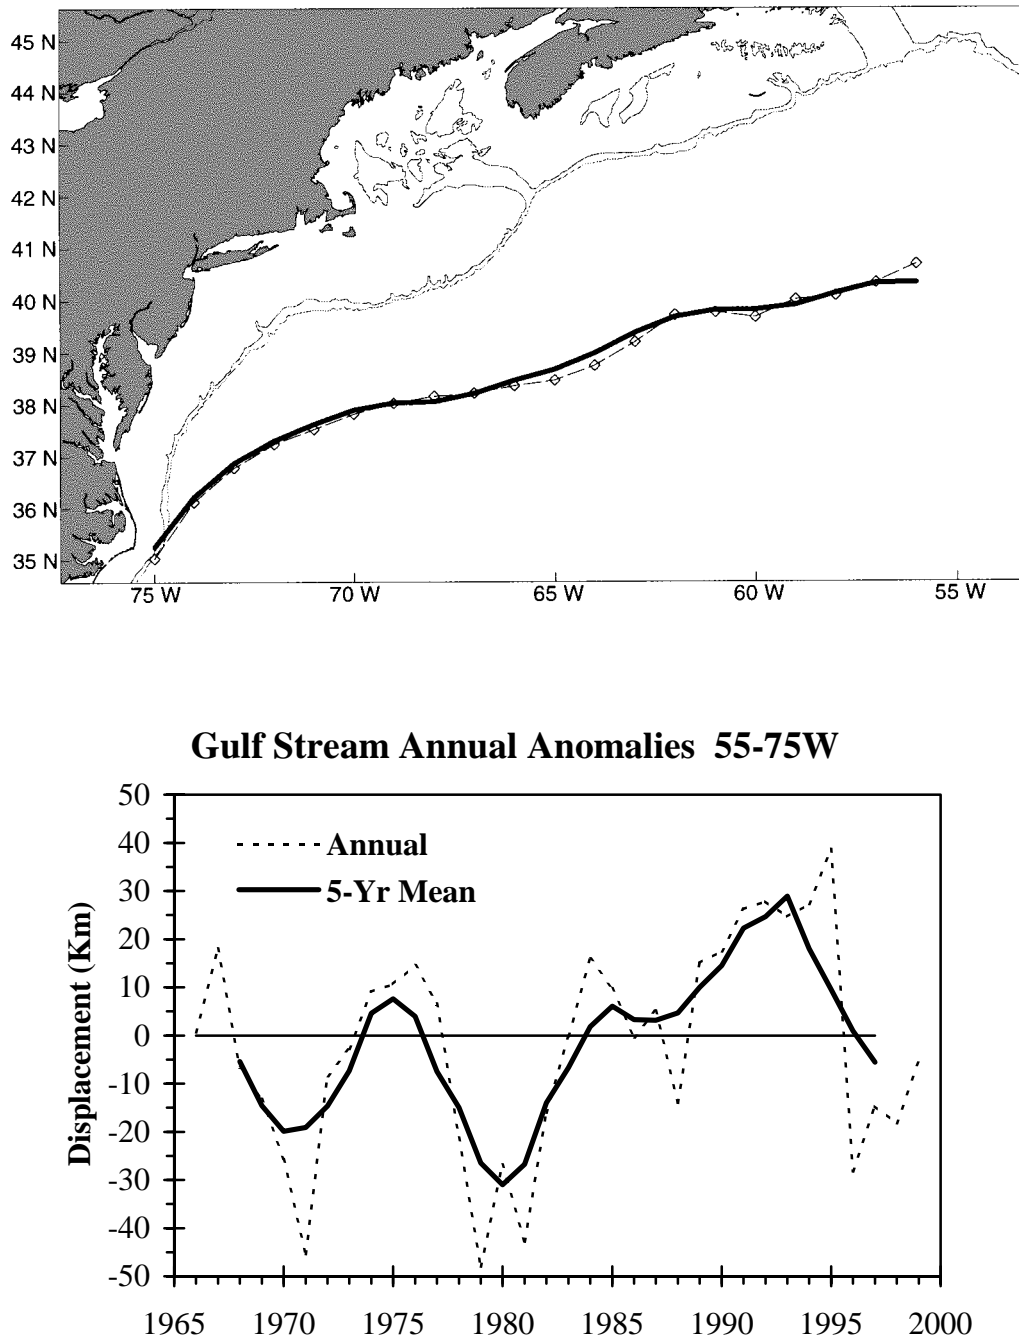 45 N
44 N
43 N
42 N
41 N
40 N
39 N
38 N
37 N
36 N
35 N
75 W 70 W 65 W 60 W 55 W
Gulf Stream Annual Anomalies 55-75W
Displacement (Km)
50
40
30
20
10
0
-10
-20
-30
-40
-50
Annual
5-Yr Mean
1965 1970 1975 1980 1985 1990 1995 2000